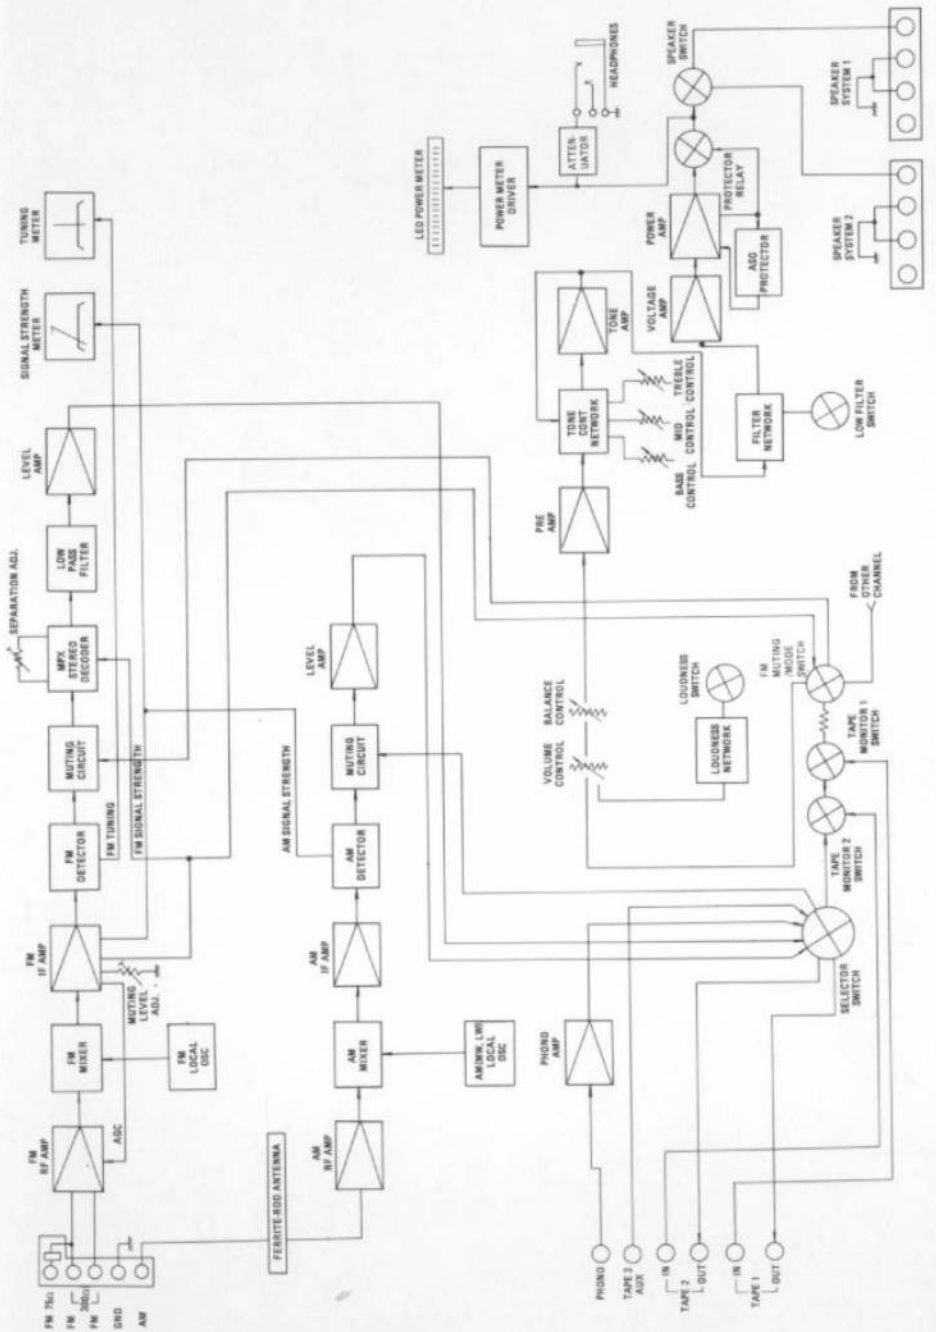 FM 75Ω
FM
300Ω
FM
GND
AM
FM
RF AMP
AGC
FM
MIXER
FM
LOCAL
OSC
FM
IF AMP
MUTING
LEVEL
ADJ.
FM
DETECTOR
FM TUNING
FM SIGNAL STRENGTH
MUTING
CIRCUIT
MPX
STEREO
DECODER
SEPARATION ADJ.
LOW
PASS
FILTER
LEVEL
AMP
SIGNAL STRENGTH
METER
TUNING
METER
FERRITE-ROD ANTENNA
AM
RF AMP
AM
MIXER
AM(MW, LW)
LOCAL
OSC
AM
IF AMP
AM
DETECTOR
AM SIGNAL STRENGTH
MUTING
CIRCUIT
LEVEL
AMP
LED POWER METER
POWER METER
DRIVER
ATTEN-
UATOR
HEADPHONES
PHONO
AMP
VOLUME
CONTROL
BALANCE
CONTROL
LOUDNESS
NETWORK
LOUDNESS
SWITCH
PRE
AMP
TONE
CONT
NETWORK
TONE
AMP
BASS
CONTROL
MID
CONTROL
TREBLE
CONTROL
VOLTAGE
AMP
POWER
AMP
ASO
PROTECTOR
PROTECTOR
RELAY
SPEAKER
SWITCH
FILTER
NETWORK
LOW FILTER
SWITCH
PHONO
TAPE 3
AUX
IN
TAPE 2
OUT
IN
TAPE 1
OUT
SELECTOR
SWITCH
TAPE
MONITOR 2
SWITCH
TAPE
MONITOR 1
SWITCH
FM
MUTING
/MODE
SWITCH
FROM
OTHER
CHANNEL
SPEAKER
SYSTEM 2
SPEAKER
SYSTEM 1